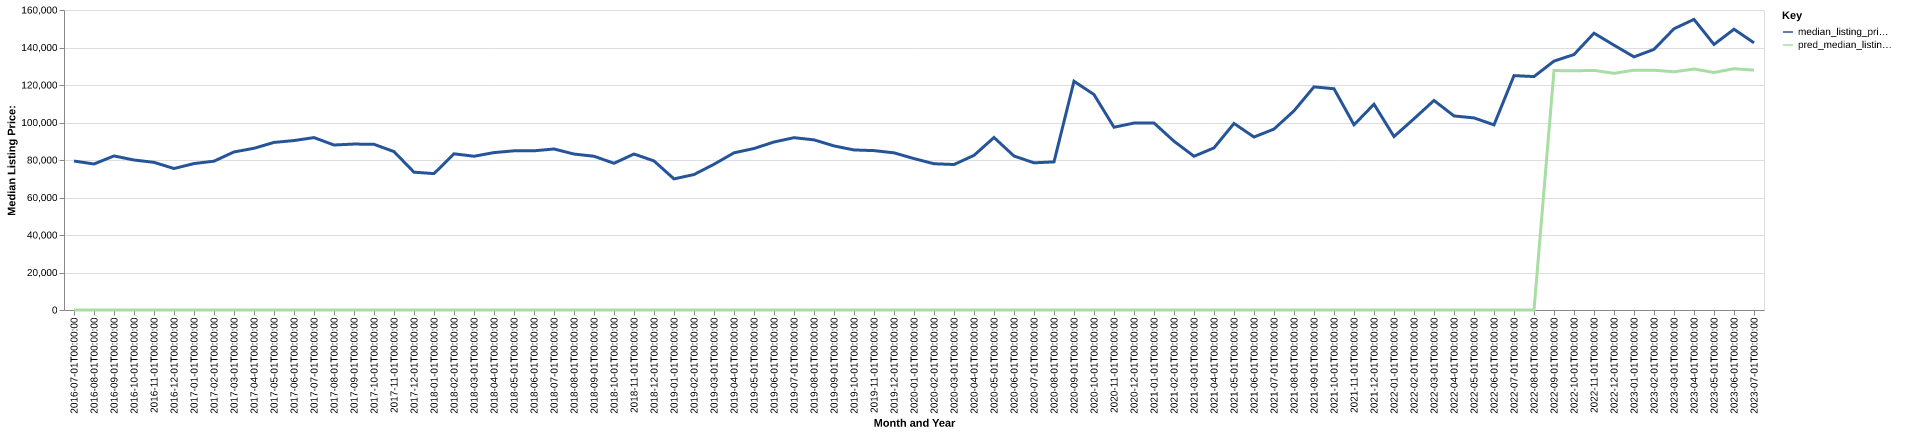 160,000
140,000
120,000
100,000
80,000
60,000
40,000
20,000
0
Median Listing Price:
2016-07-01T00:00:00
2016-08-01T00:00:00
2016-09-01T00:00:00
2016-10-01T00:00:00
2016-11-01T00:00:00
2016-12-01T00:00:00
2017-01-01T00:00:00
2017-02-01T00:00:00
2017-03-01T00:00:00
2017-04-01T00:00:00
2017-05-01T00:00:00
2017-06-01T00:00:00
2017-07-01T00:00:00
2017-08-01T00:00:00
2017-09-01T00:00:00
2017-10-01T00:00:00
2017-11-01T00:00:00
2017-12-01T00:00:00
2018-01-01T00:00:00
2018-02-01T00:00:00
2018-03-01T00:00:00
2018-04-01T00:00:00
2018-05-01T00:00:00
2018-06-01T00:00:00
2018-07-01T00:00:00
2018-08-01T00:00:00
2018-09-01T00:00:00
2018-10-01T00:00:00
2018-11-01T00:00:00
2018-12-01T00:00:00
2019-01-01T00:00:00
2019-02-01T00:00:00
2019-03-01T00:00:00
2019-04-01T00:00:00
2019-05-01T00:00:00
2019-06-01T00:00:00
2019-07-01T00:00:00
2019-08-01T00:00:00
2019-09-01T00:00:00
2019-10-01T00:00:00
2019-11-01T00:00:00
2019-12-01T00:00:00
2020-01-01T00:00:00
2020-02-01T00:00:00
2020-03-01T00:00:00
2020-04-01T00:00:00
2020-05-01T00:00:00
2020-06-01T00:00:00
2020-07-01T00:00:00
2020-08-01T00:00:00
2020-09-01T00:00:00
2020-10-01T00:00:00
2020-11-01T00:00:00
2020-12-01T00:00:00
2021-01-01T00:00:00
2021-02-01T00:00:00
2021-03-01T00:00:00
2021-04-01T00:00:00
2021-05-01T00:00:00
2021-06-01T00:00:00
2021-07-01T00:00:00
2021-08-01T00:00:00
2021-09-01T00:00:00
2021-10-01T00:00:00
2021-11-01T00:00:00
2021-12-01T00:00:00
2022-01-01T00:00:00
2022-02-01T00:00:00
2022-03-01T00:00:00
2022-04-01T00:00:00
2022-05-01T00:00:00
2022-06-01T00:00:00
2022-07-01T00:00:00
2022-08-01T00:00:00
2022-09-01T00:00:00
2022-10-01T00:00:00
2022-11-01T00:00:00
2022-12-01T00:00:00
2023-01-01T00:00:00
2023-02-01T00:00:00
2023-03-01T00:00:00
2023-04-01T00:00:00
2023-05-01T00:00:00
2023-06-01T00:00:00
2023-07-01T00:00:00
Month and Year
Key
median_listing_pri…
pred_median_listin…